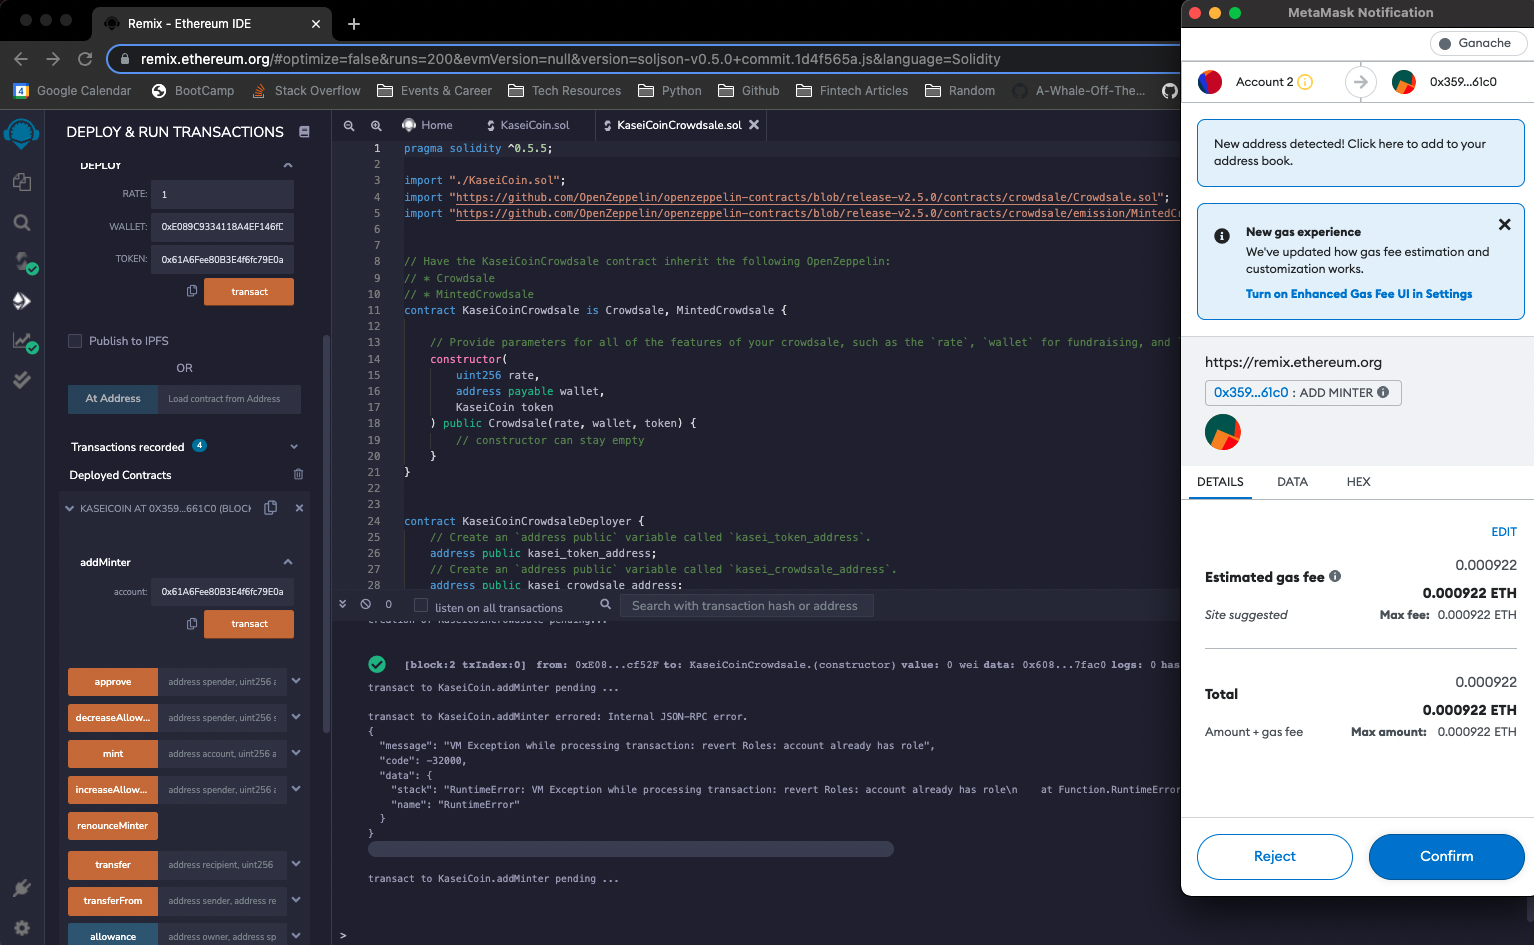 Remix - Ethereum IDE
remix.ethereum.org/#optimize=false&runs=200&evmVersion=null&version=soljson-v0.5.0+commit.1d4f565a.js&language=Solidity
4 Google Calendar BootCamp Stack Overflow Events & Career Tech Resources Python Github Fintech Articles Random A-Whale-Off-The...
DEPLOY & RUN TRANSACTIONS
DEPLOY
RATE: 1
WALLET: 0xE089C9334118A4EF146fD
TOKEN: 0x61A6Fee80B3E4f6fc79E0a
transact
Publish to IPFS
OR
At Address Load contract from Address
Transactions recorded 4
Deployed Contracts
KASEICOIN AT 0X359...661C0 (BLOCK
addMinter
account: 0x61A6Fee80B3E4f6fc79E0a
transact
approve address spender, uint256 a
decreaseAllow... address spender, uint256 s
mint address account, uint256 a
increaseAllow... address spender, uint256 a
renounceMinter
transfer address recipient, uint256
transferFrom address sender, address re
allowance address owner, address sp
Home KaseiCoin.sol KaseiCoinCrowdsale.sol
1 pragma solidity ^0.5.5;
2
3 import "./KaseiCoin.sol";
4 import "https://github.com/OpenZeppelin/openzeppelin-contracts/blob/release-v2.5.0/contracts/crowdsale/Crowdsale.sol";
5 import "https://github.com/OpenZeppelin/openzeppelin-contracts/blob/release-v2.5.0/contracts/crowdsale/emission/MintedCr
6
7
8 // Have the KaseiCoinCrowdsale contract inherit the following OpenZeppelin:
9 // * Crowdsale
10 // * MintedCrowdsale
11 contract KaseiCoinCrowdsale is Crowdsale, MintedCrowdsale {
12
13 // Provide parameters for all of the features of your crowdsale, such as the `rate`, `wallet` for fundraising, and
14 constructor(
15 uint256 rate,
16 address payable wallet,
17 KaseiCoin token
18 ) public Crowdsale(rate, wallet, token) {
19 // constructor can stay empty
20 }
21 }
22
23
24 contract KaseiCoinCrowdsaleDeployer {
25 // Create an `address public` variable called `kasei_token_address`.
26 address public kasei_token_address;
27 // Create an `address public` variable called `kasei_crowdsale_address`.
28 address public kasei_crowdsale_address;
0 listen on all transactions Search with transaction hash or address
creation of KaseiCoinCrowdsale pending...
[block:2 txIndex:0] from: 0xE08...cf52F to: KaseiCoinCrowdsale.(constructor) value: 0 wei data: 0x608...7fac0 logs: 0 has
transact to KaseiCoin.addMinter pending ...
transact to KaseiCoin.addMinter errored: Internal JSON-RPC error.
{
"message": "VM Exception while processing transaction: revert Roles: account already has role",
"code": -32000,
"data": {
"stack": "RuntimeError: VM Exception while processing transaction: revert Roles: account already has role\n at Function.RuntimeError
"name": "RuntimeError"
}
}
transact to KaseiCoin.addMinter pending ...
>
MetaMask Notification
Ganache
Account 2 0x359...61c0
New address detected! Click here to add to your
address book.
New gas experience
We've updated how gas fee estimation and
customization works.
Turn on Enhanced Gas Fee UI in Settings
https://remix.ethereum.org
0x359...61c0 : ADD MINTER
DETAILS DATA HEX
EDIT
0.000922
Estimated gas fee
0.000922 ETH
Site suggested Max fee: 0.000922 ETH
0.000922
Total
0.000922 ETH
Amount + gas fee Max amount: 0.000922 ETH
Reject Confirm